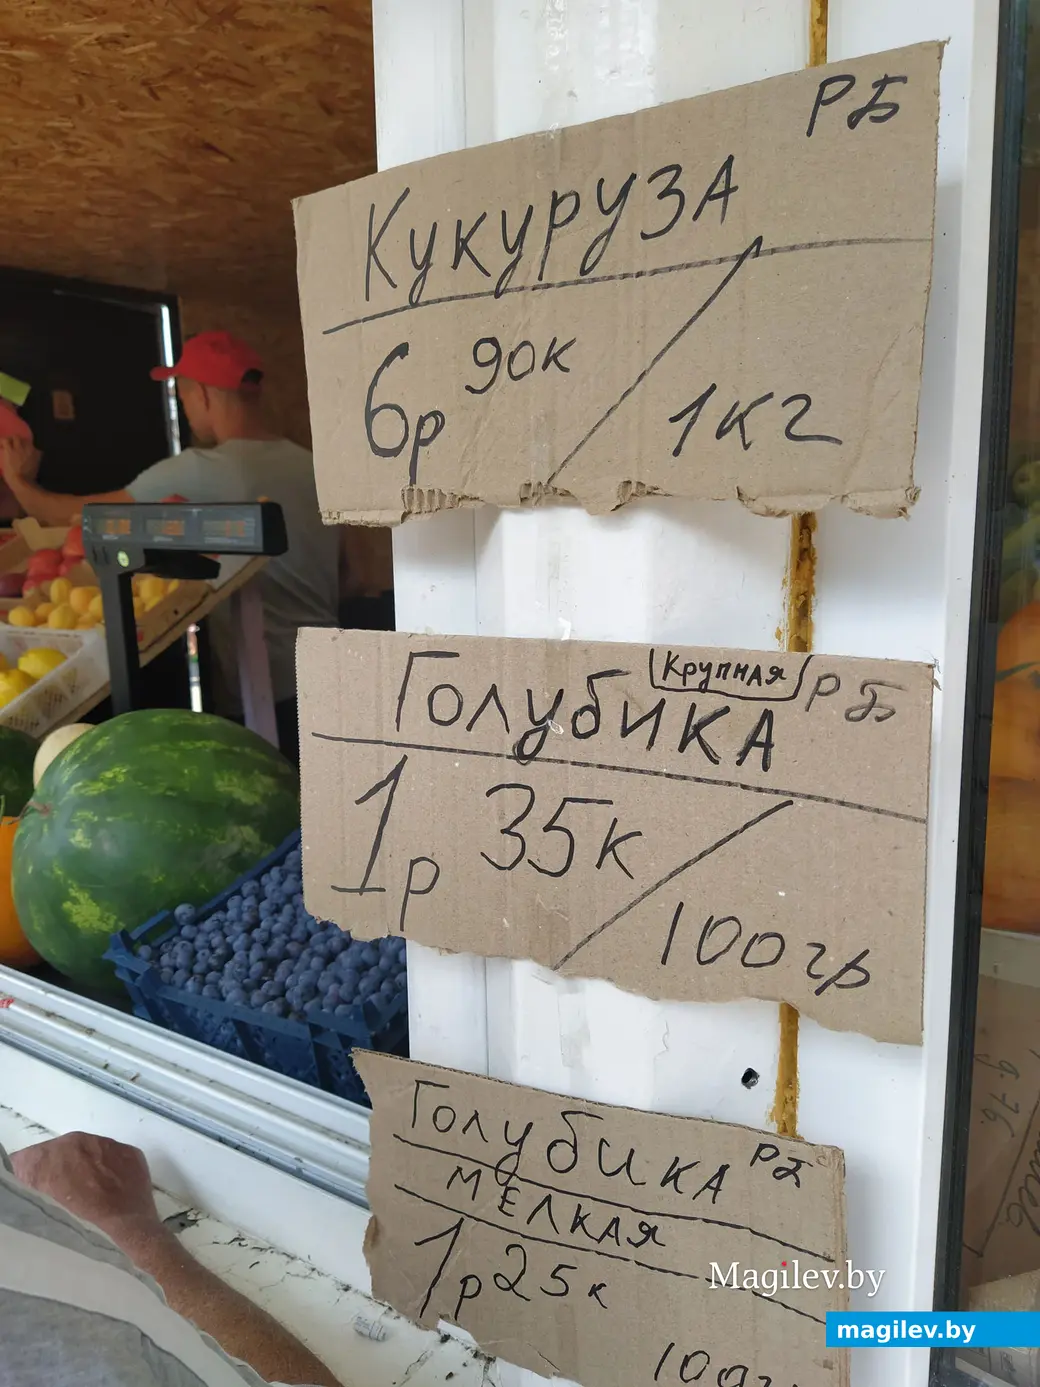 РБ
Кукуруза
6р 90к / 1кг
Крупная РБ
Голубика
1р 35к / 100гр
Голубика РБ
мелкая
1р 25к
Magilev.by
magilev.by